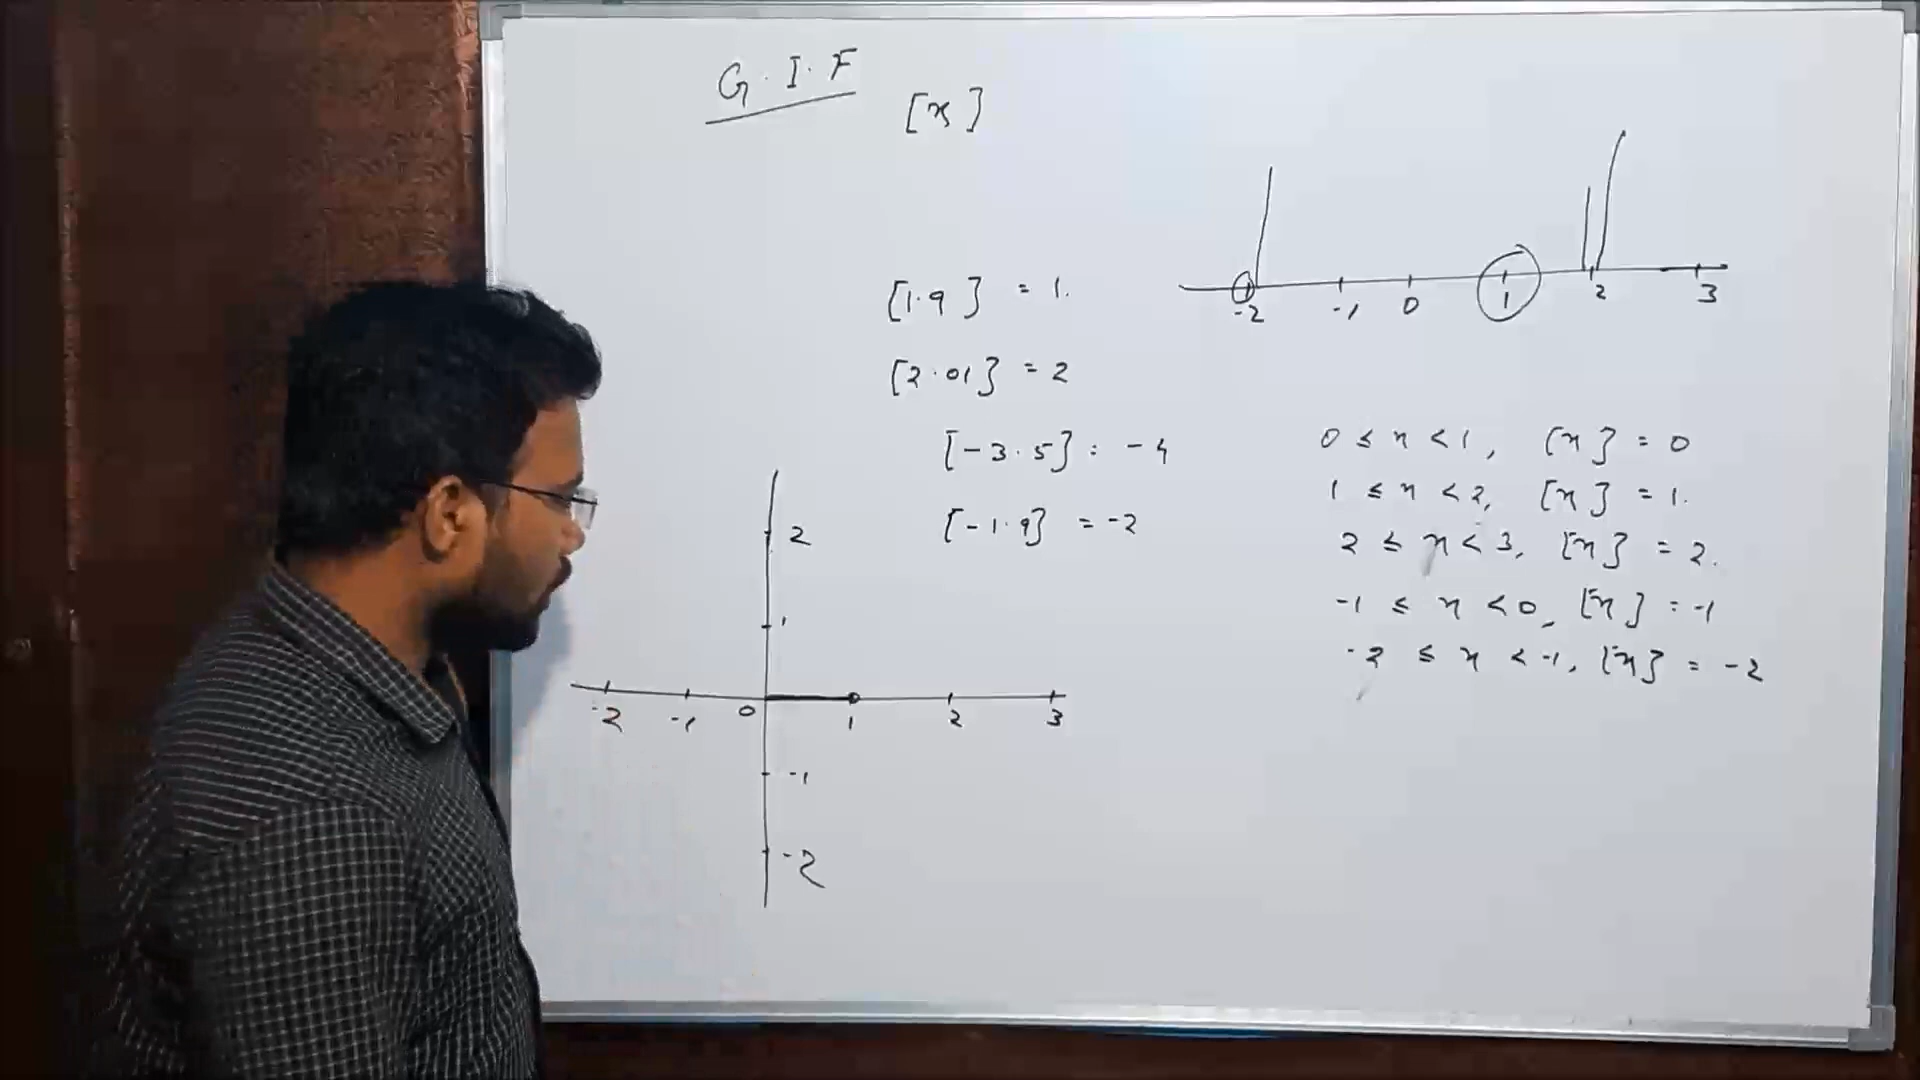 G.I.F
[x]
-2 -1 0 1 2 3
[1.9] = 1.
[2.01] = 2
[-3.5] = -4
[-1.9] = -2
0 ≤ x < 1, [x] = 0
1 ≤ x < 2, [x] = 1.
2 ≤ x < 3, [x] = 2.
-1 ≤ x < 0, [x] = -1
-2 ≤ x < -1, [x] = -2
2
1
-2 -1 0 1 2 3
-1
-2